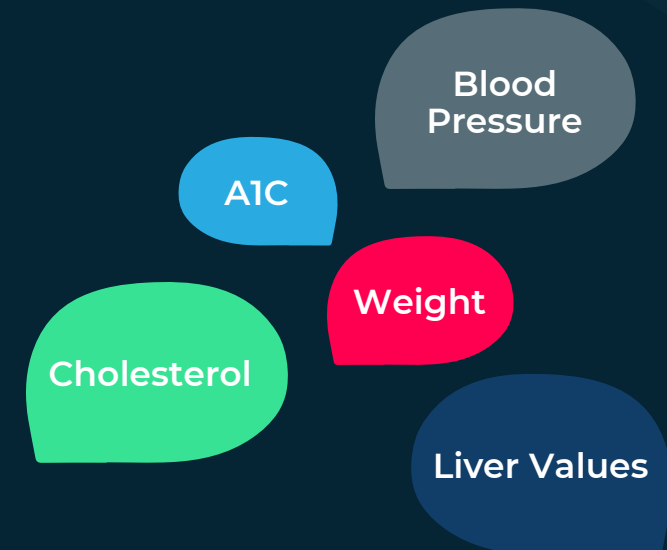 Blood
Pressure
A1C
Weight
Cholesterol
Liver Values